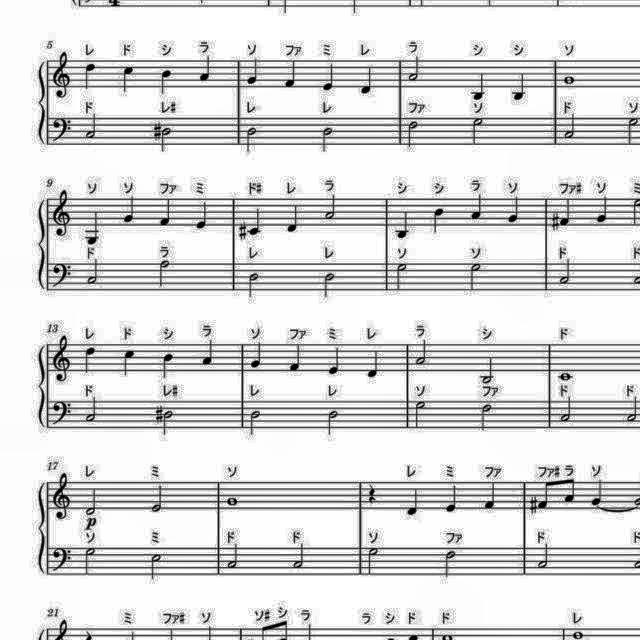 5 レ ド シ ラ ソ ファ ミ レ ラ シ シ ソ
ド レ# レ レ ファ ソ ド ソ
9 ソ ソ ファ ミ ド# レ ラ シ シ ラ ソ ファ# ソ ミ
ド ラ レ レ ソ ソ ド ド
13 レ ド シ ラ ソ ファ ミ レ ラ シ ド
ド レ# レ レ ソ ファ ド ド
17 レ ミ ソ レ ミ ファ ファ# ラ ソ
p
ソ ミ ド ド ソ ファ ド ド
21 ミ ファ# ソ ソ# シ ラ ラ シ ド ド レ